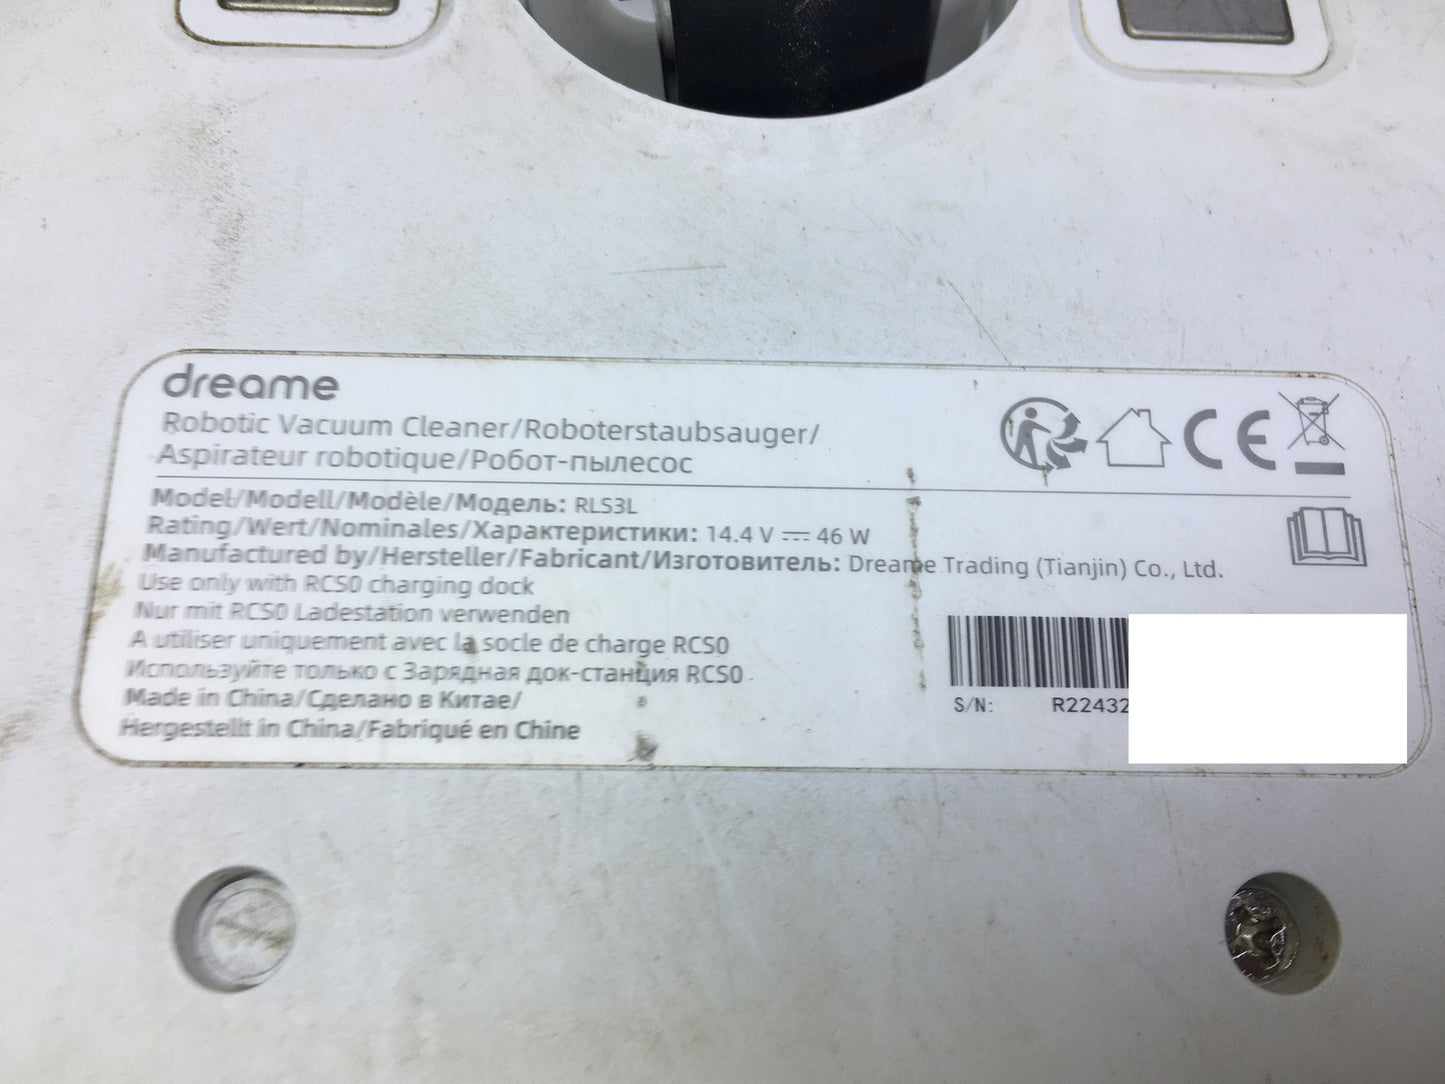 dreame
Robotic Vacuum Cleaner/Roboterstaubsauger/
Aspirateur robotique/Робот-пылесос
Model/Modell/Modèle/Модель: RLS3L
Rating/Wert/Nominales/Характеристики: 14.4 V ⎓ 46 W
Manufactured by/Hersteller/Fabricant/Изготовитель: Dreame Trading (Tianjin) Co., Ltd.
Use only with RCS0 charging dock
Nur mit RCS0 Ladestation verwenden
A utiliser uniquement avec la socle de charge RCS0
Используйте только с Зарядная док-станция RCS0
Made in China/Сделано в Китае/
Hergestellt in China/Fabriqué en Chine
CE
S/N: R22432